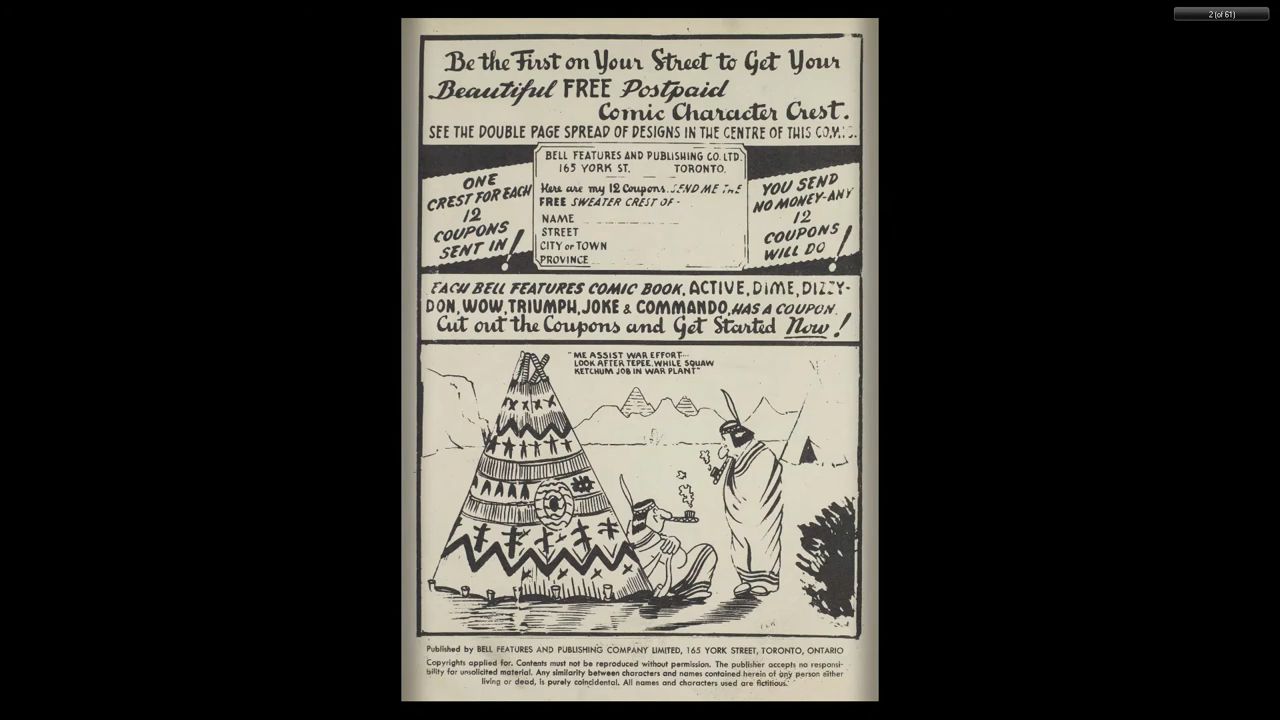 2 (of 61)
Be the First on Your Street to Get Your
Beautiful FREE Postpaid
Comic Character Crest.
SEE THE DOUBLE PAGE SPREAD OF DESIGNS IN THE CENTRE OF THIS COMIC.
ONE
CREST FOR EACH
12
COUPONS
SENT IN!
BELL FEATURES AND PUBLISHING CO. LTD.
165 YORK ST. TORONTO.
Here are my 12 Coupons. SEND ME THE
FREE SWEATER CREST OF -
NAME
STREET
CITY or TOWN
PROVINCE
YOU SEND
NO MONEY-ANY
12
COUPONS
WILL DO!
EACH BELL FEATURES COMIC BOOK, ACTIVE, DIME, DIZZY-
DON, WOW, TRIUMPH, JOKE & COMMANDO, HAS A COUPON.
Cut out the Coupons and Get Started Now!
"ME ASSIST WAR EFFORT---
LOOK AFTER TEPEE, WHILE SQUAW
KETCHUM JOB IN WAR PLANT"
Published by BELL FEATURES AND PUBLISHING COMPANY LIMITED, 165 YORK STREET, TORONTO, ONTARIO
Copyrights applied for. Contents must not be reproduced without permission. The publisher accepts no responsi-
bility for unsolicited material. Any similarity between characters and names contained herein of any person either
living or dead, is purely coincidental. All names and characters used are fictitious.